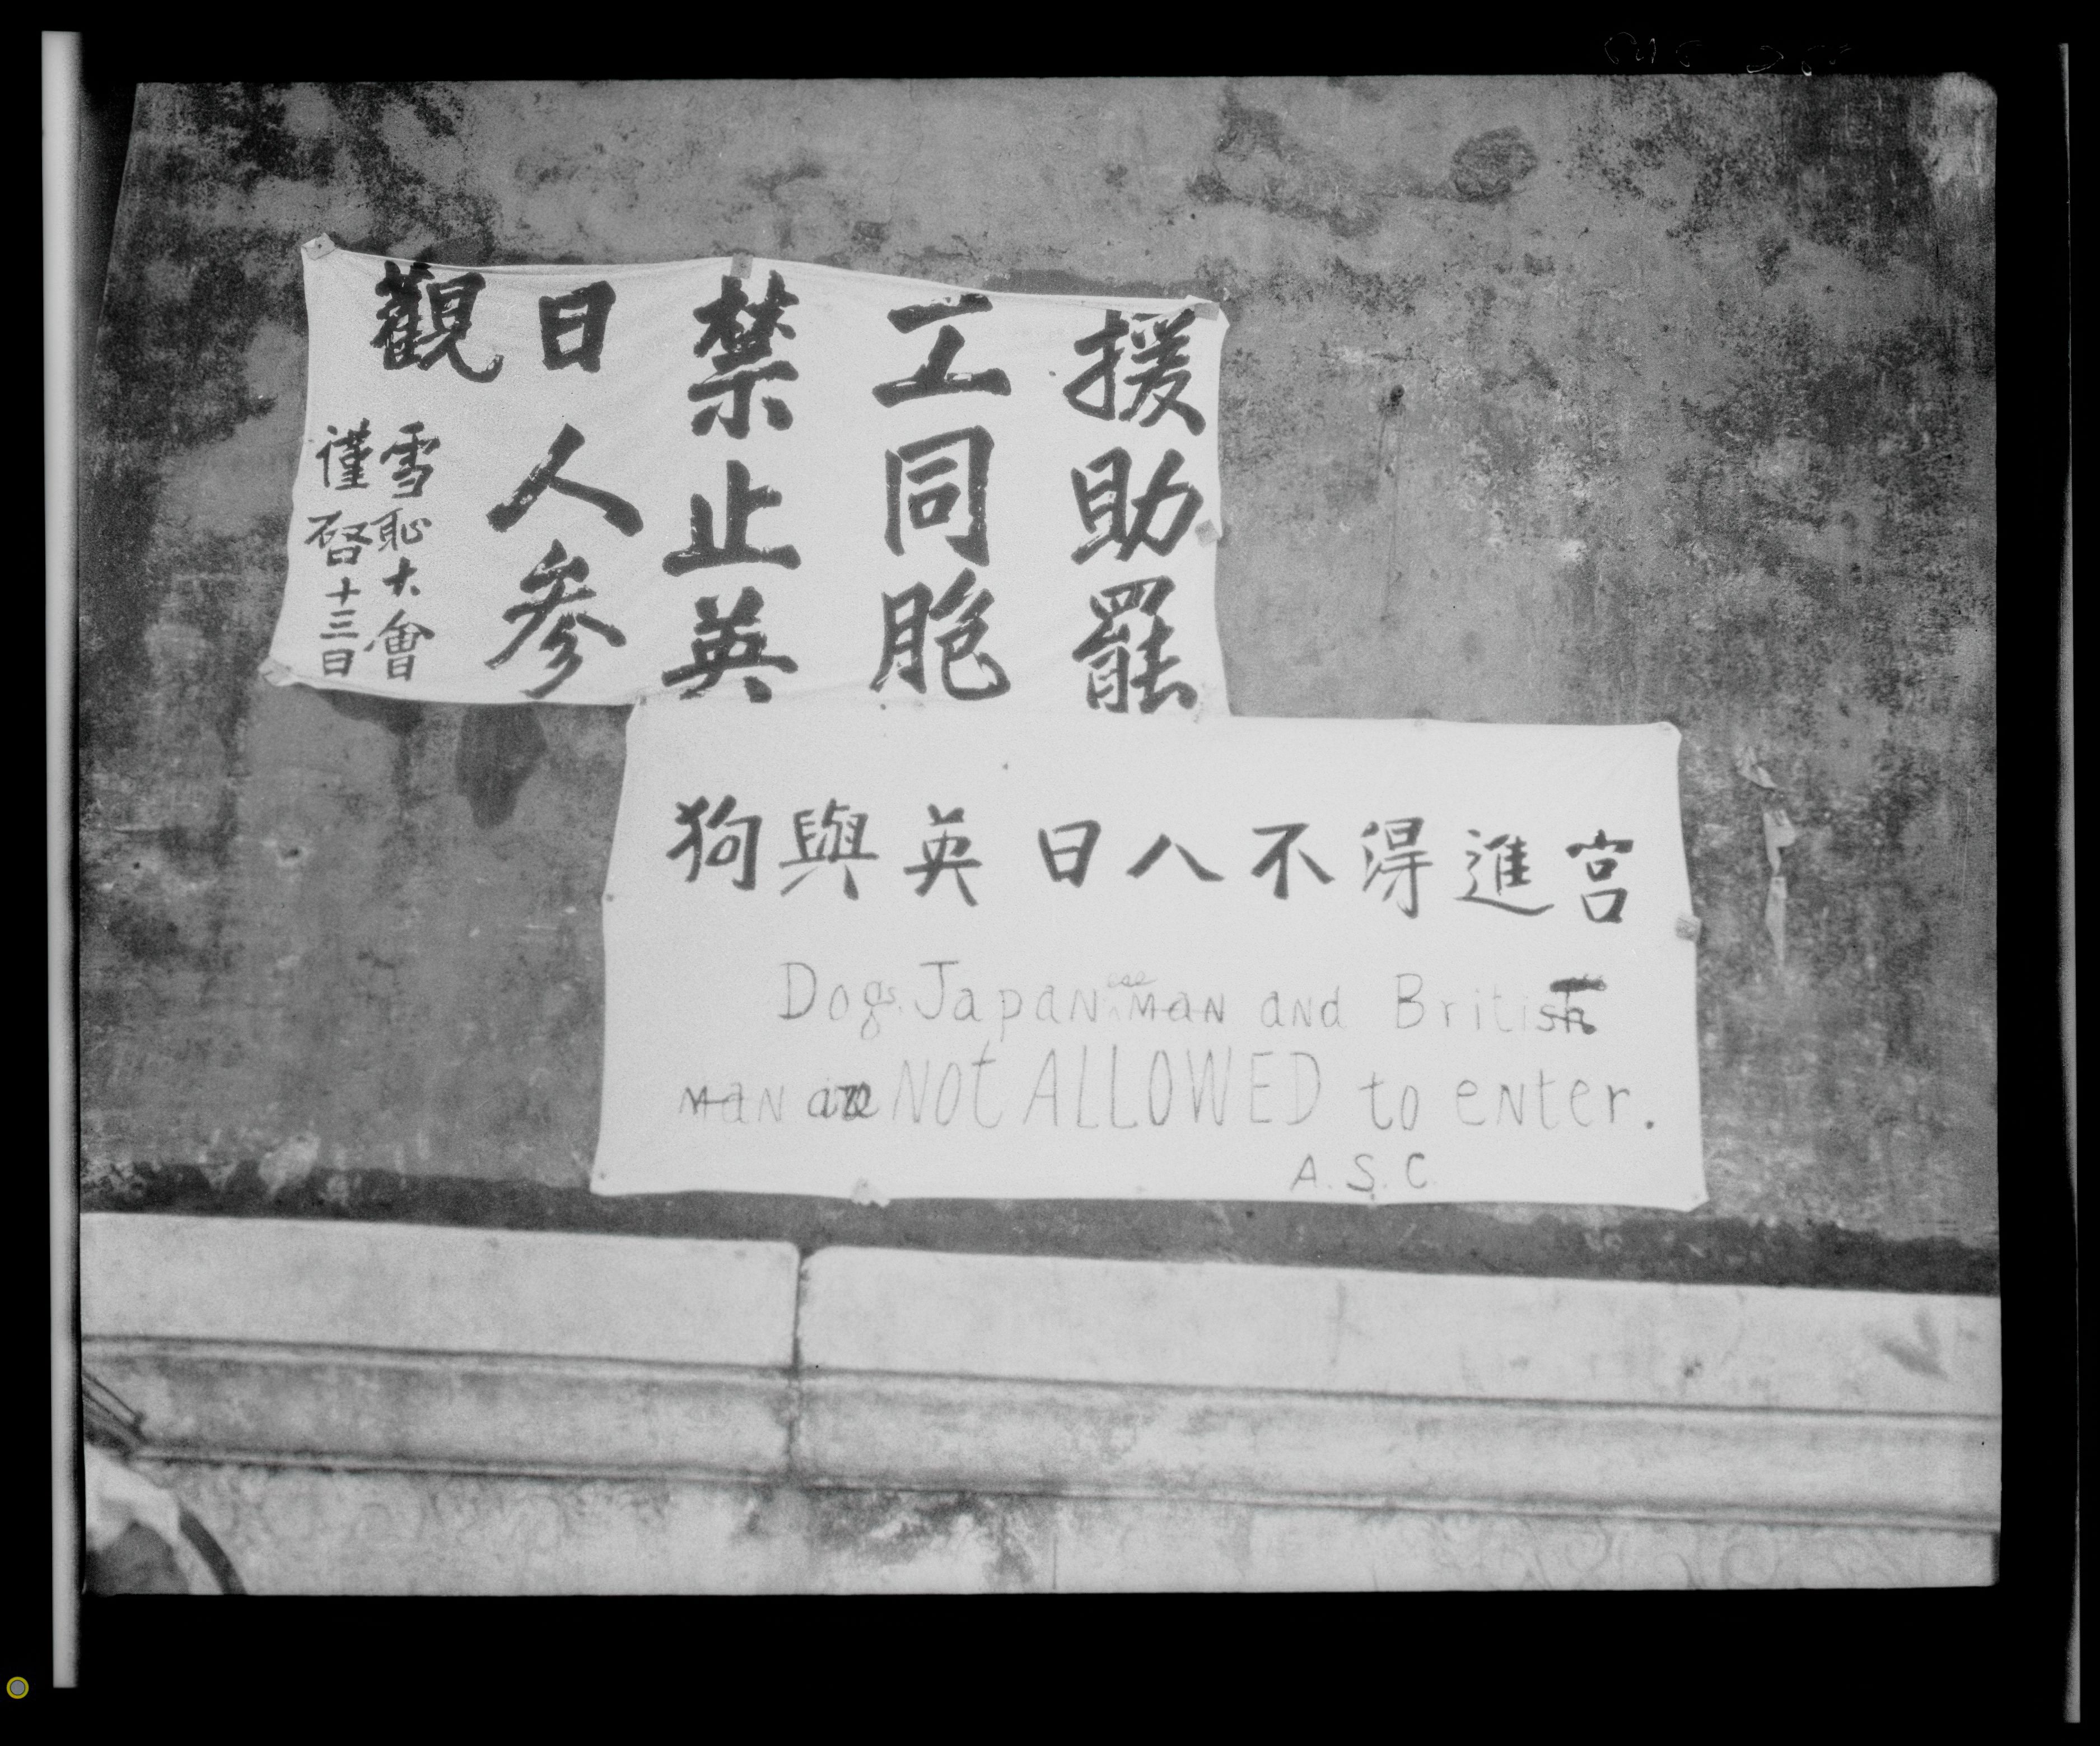 援助罷
工同胞
禁止英
日人參
觀
雪恥大會
謹啓十三日
狗與英日人不得進宮
Dogs, Japanese man and British
man are NOt ALLOWED to eNter.
A.S.C